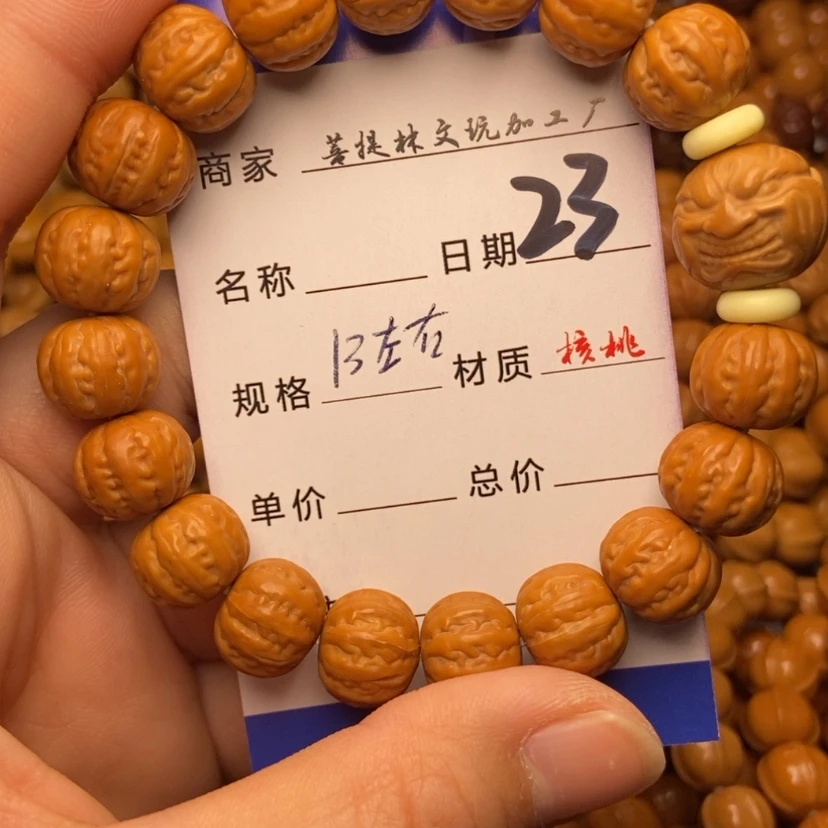 商家 菩提林文玩加工厂
名称 日期 23
规格 13左右 材质 核桃
单价 总价